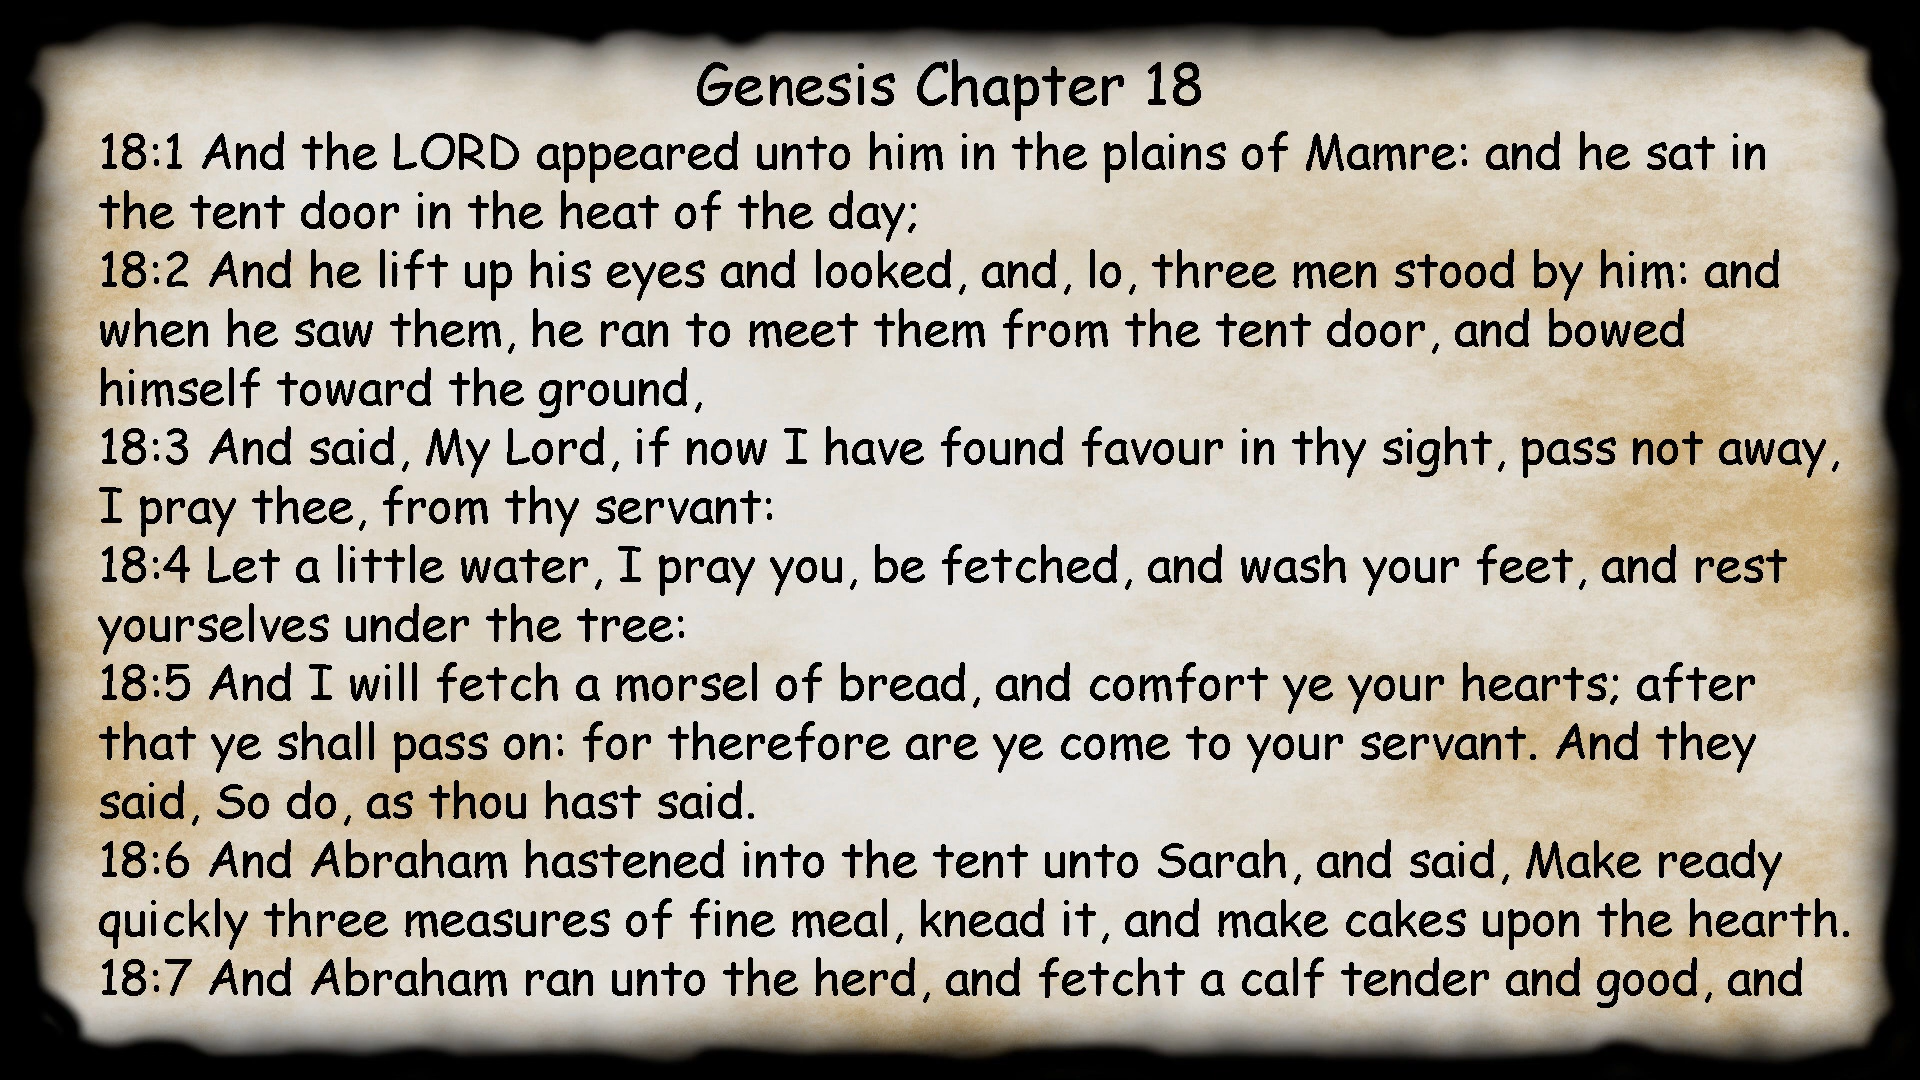 Genesis Chapter 18
18:1 And the LORD appeared unto him in the plains of Mamre: and he sat in
the tent door in the heat of the day;
18:2 And he lift up his eyes and looked, and, lo, three men stood by him: and
when he saw them, he ran to meet them from the tent door, and bowed
himself toward the ground,
18:3 And said, My Lord, if now I have found favour in thy sight, pass not away,
I pray thee, from thy servant:
18:4 Let a little water, I pray you, be fetched, and wash your feet, and rest
yourselves under the tree:
18:5 And I will fetch a morsel of bread, and comfort ye your hearts; after
that ye shall pass on: for therefore are ye come to your servant. And they
said, So do, as thou hast said.
18:6 And Abraham hastened into the tent unto Sarah, and said, Make ready
quickly three measures of fine meal, knead it, and make cakes upon the hearth.
18:7 And Abraham ran unto the herd, and fetcht a calf tender and good, and